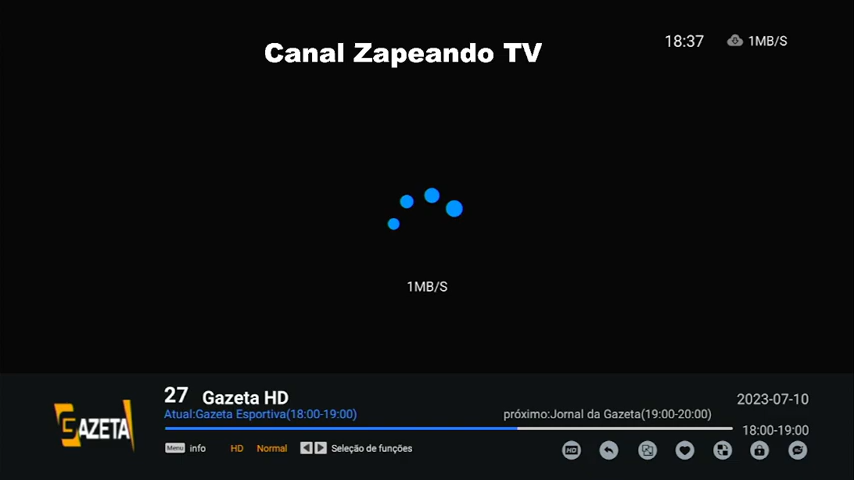 Canal Zapeando TV
18:37
1MB/S
1MB/S
27 Gazeta HD
2023-07-10
Atual:Gazeta Esportiva(18:00-19:00)
próximo:Jornal da Gazeta(19:00-20:00)
18:00-19:00
GAZETA
Menu info HD Normal Seleção de funções
HD